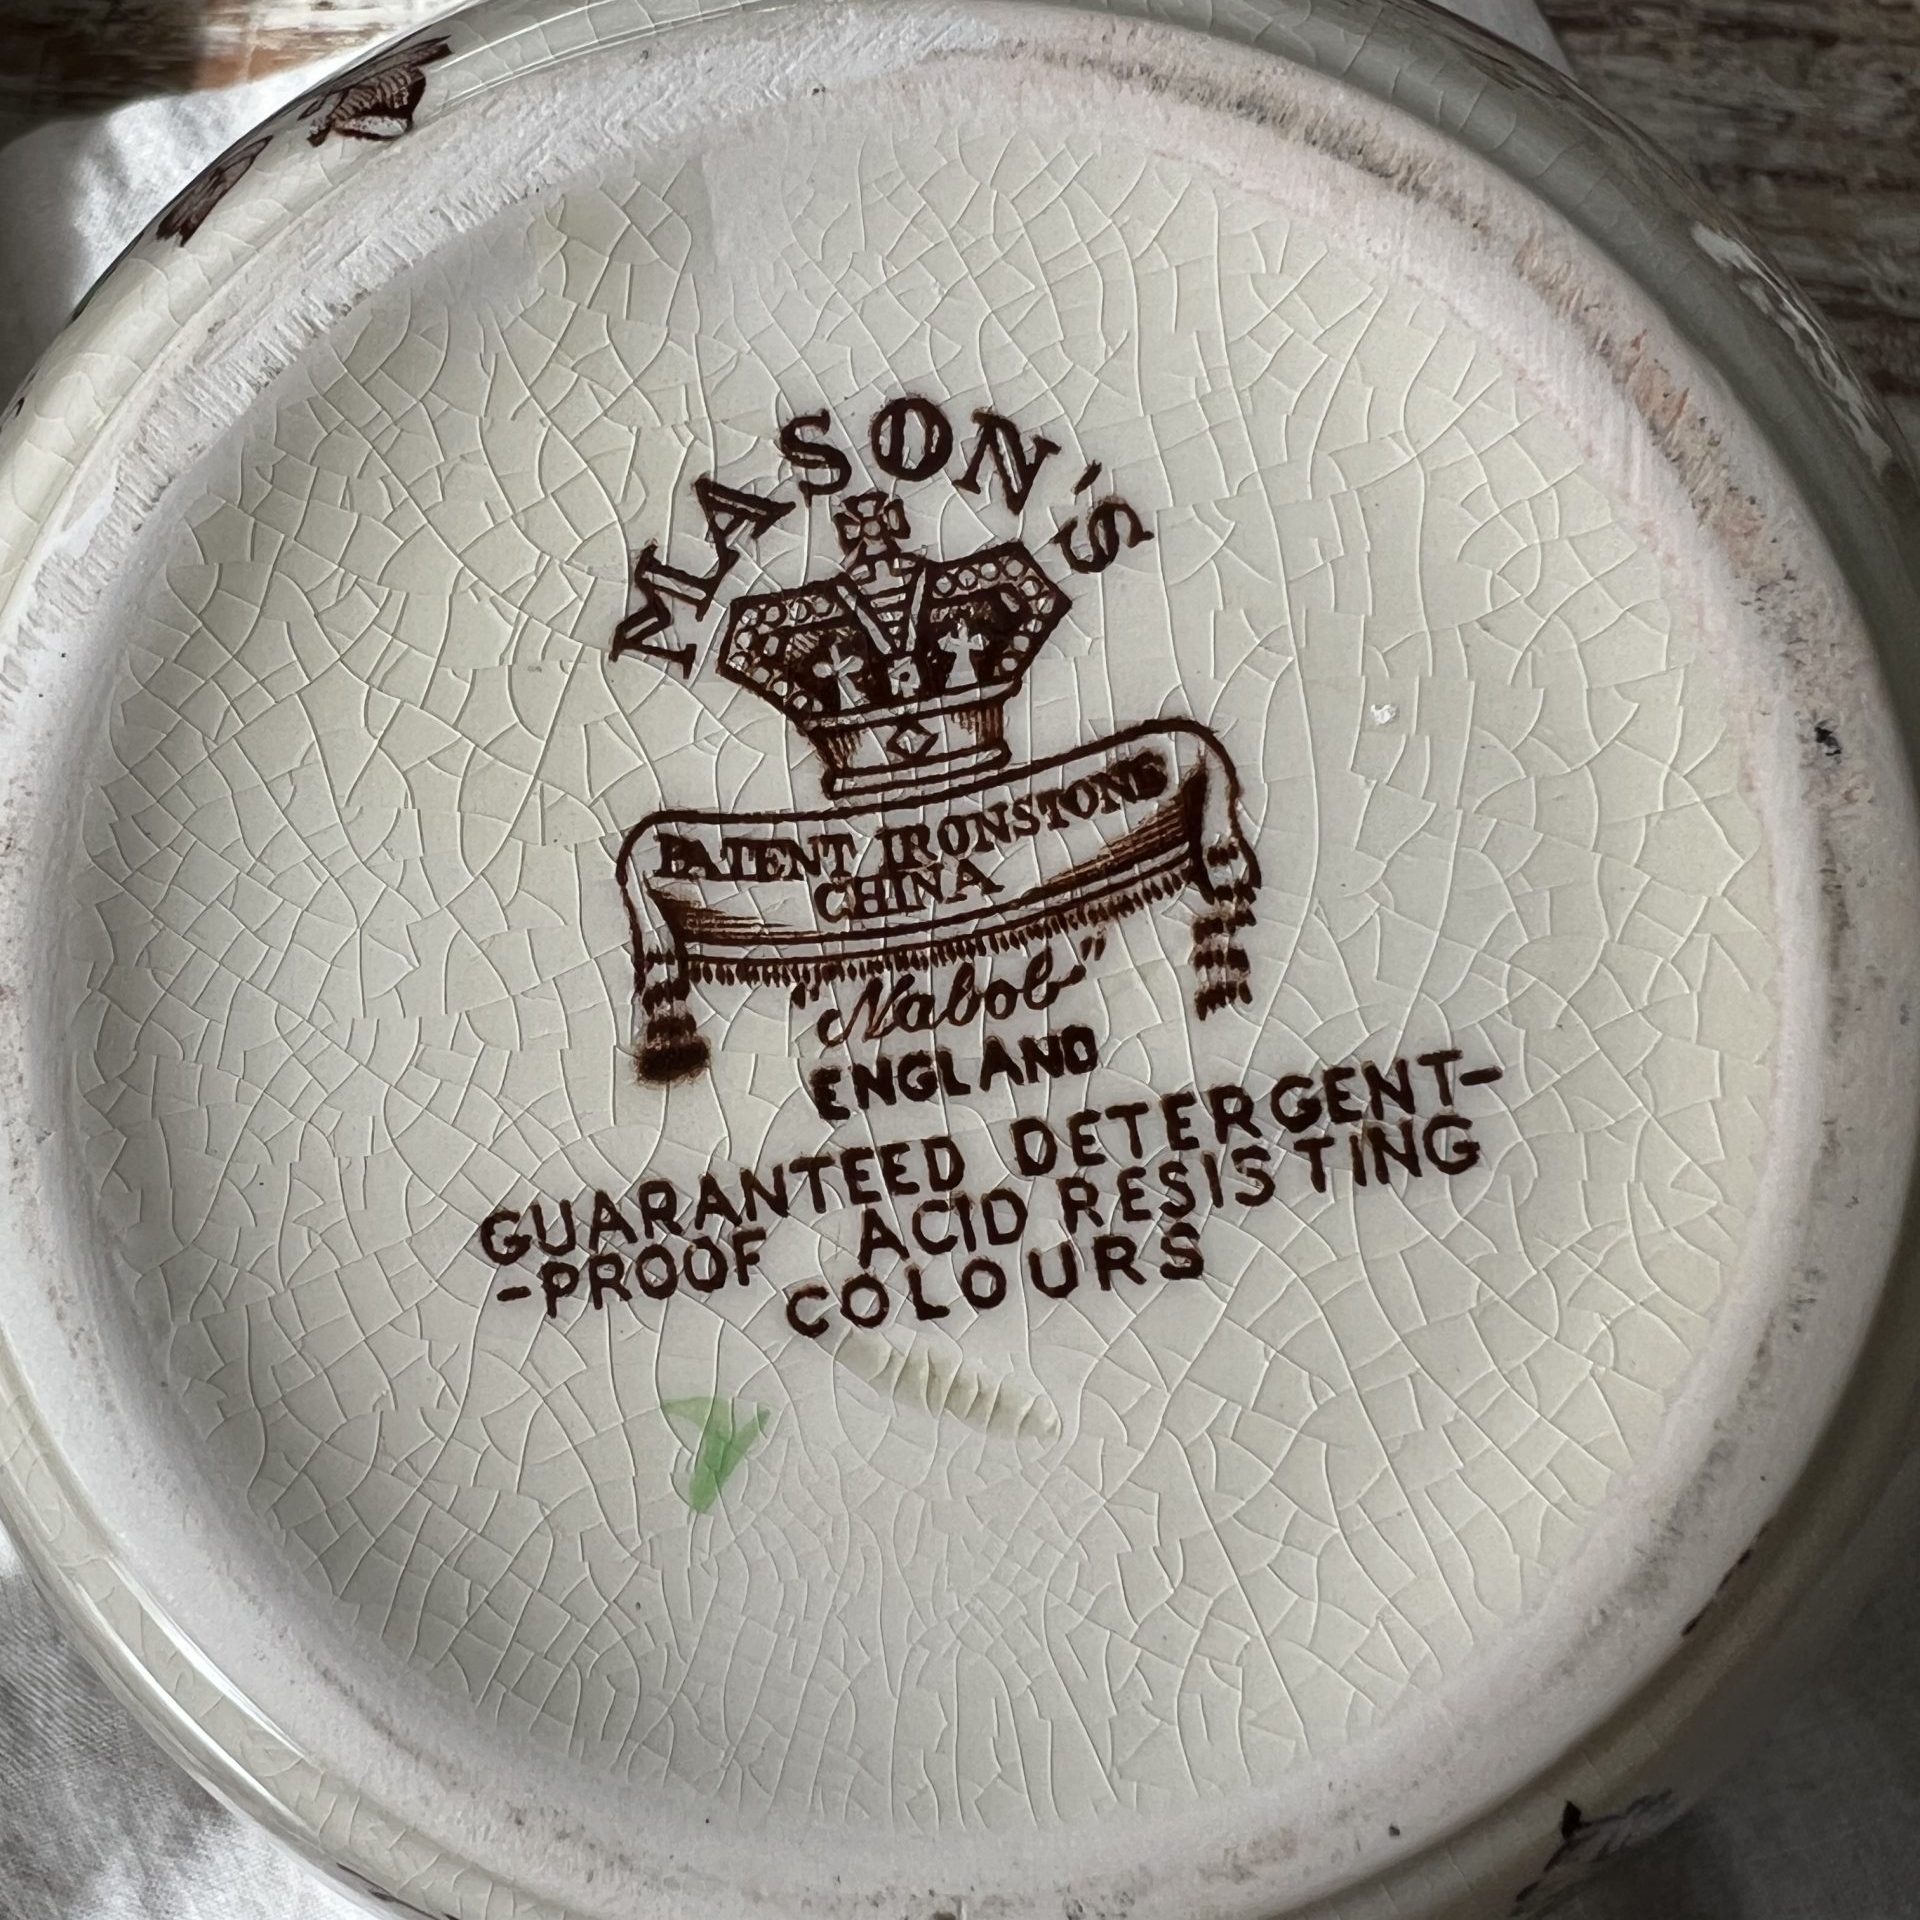 MASON'S
PATENT IRONSTONE
CHINA
"Nabob"
ENGLAND
GUARANTEED DETERGENT-
-PROOF ACID RESISTING
COLOURS